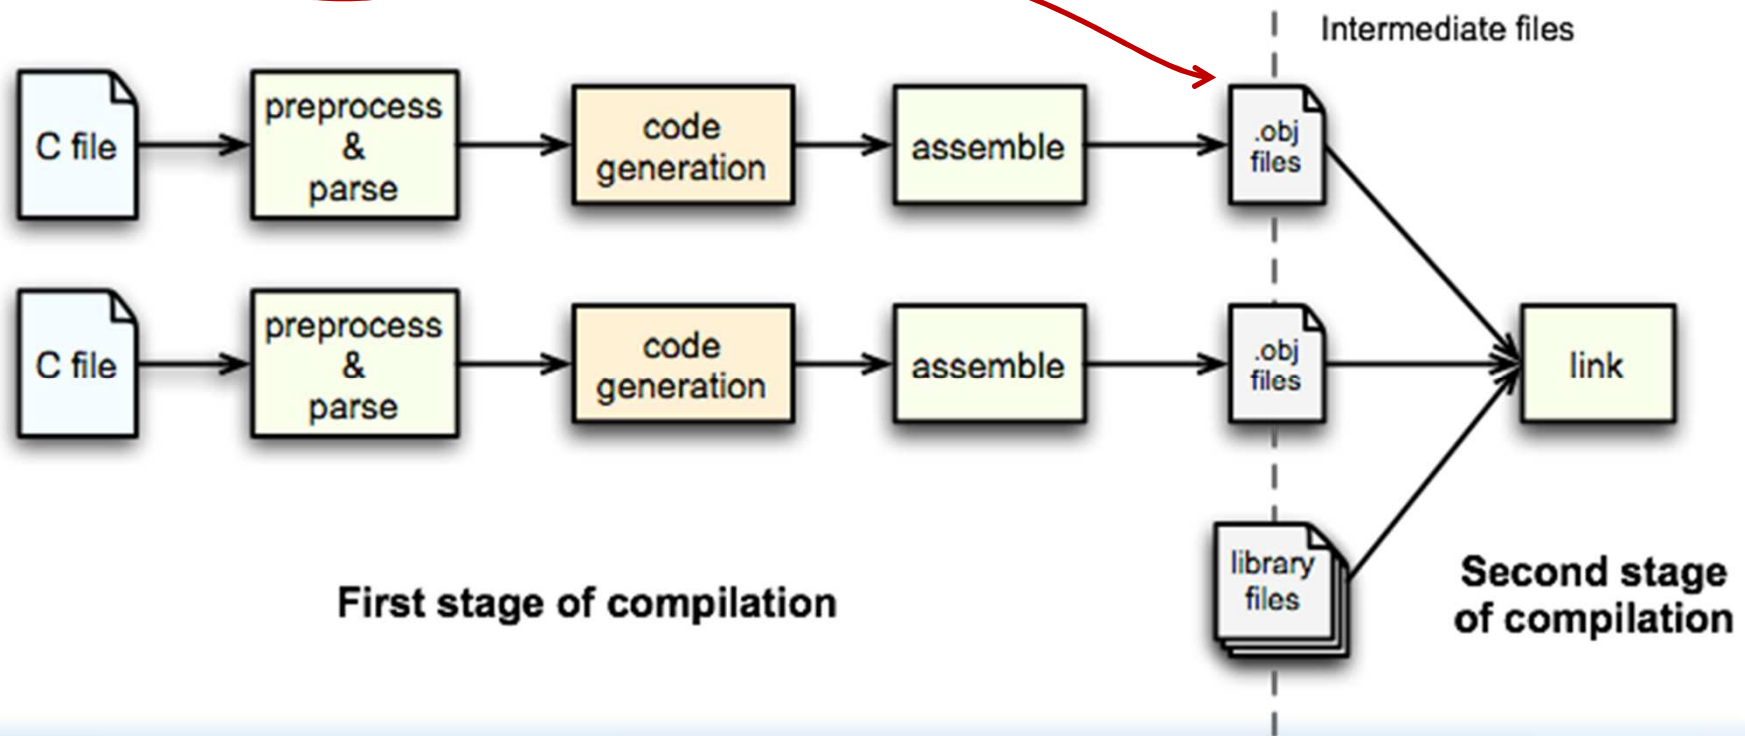 Intermediate files
C file
preprocess
&
parse
code
generation
assemble
.obj
files
C file
preprocess
&
parse
code
generation
assemble
.obj
files
link
library
files
First stage of compilation
Second stage
of compilation